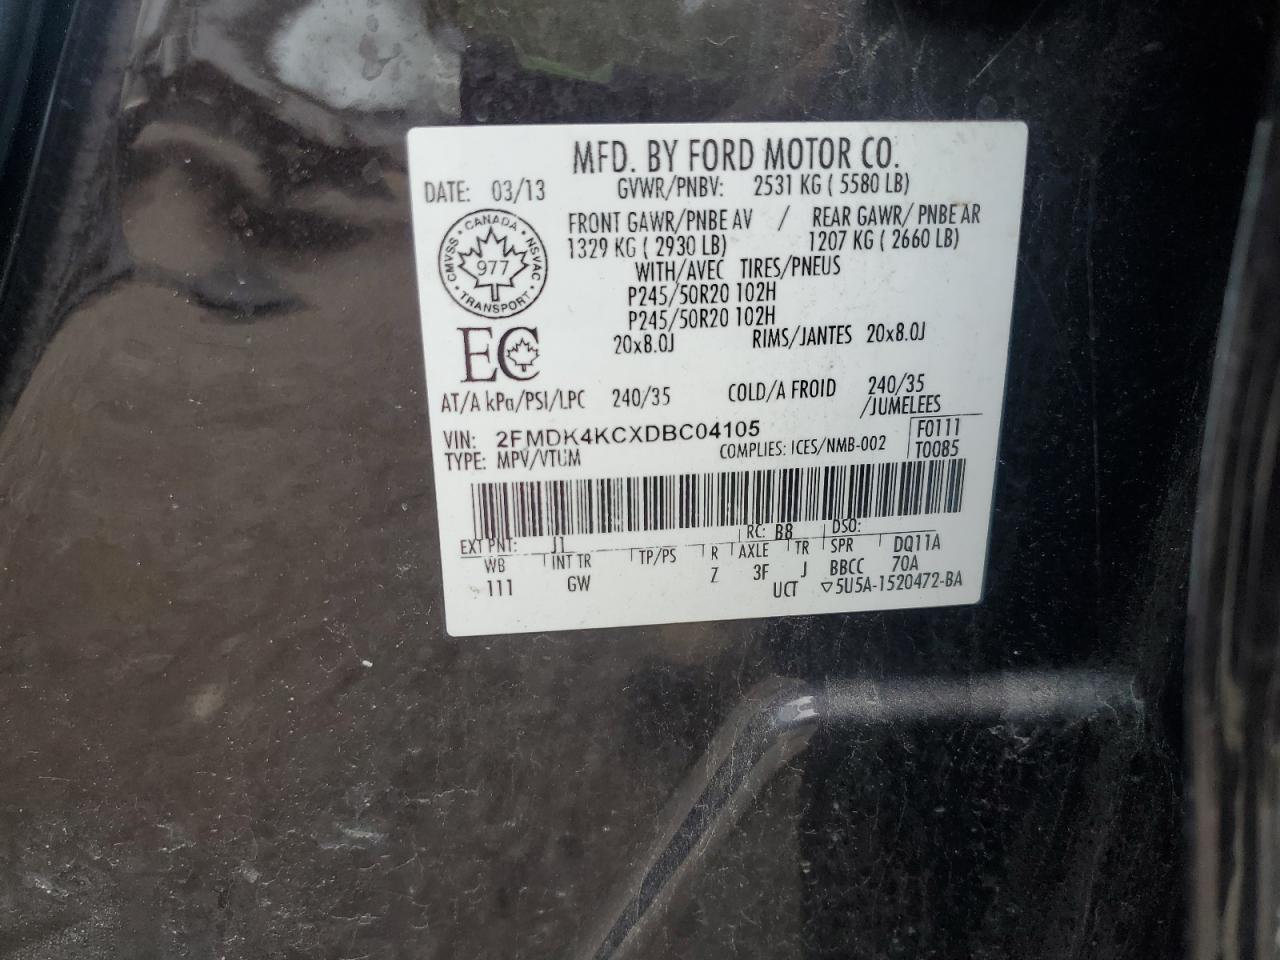 MFD. BY FORD MOTOR CO.
DATE: 03/13 GVWR/PNBV: 2531 KG ( 5580 LB)
FRONT GAWR/PNBE AV / REAR GAWR/ PNBE AR
1329 KG ( 2930 LB) 1207 KG ( 2660 LB)
WITH/AVEC TIRES/PNEUS
P245/50R20 102H
P245/50R20 102H
20x8.0J RIMS/JANTES 20x8.0J
CANADA
CMVSS 977 NSVAC
TRANSPORT
EC
AT/A kPa/PSI/LPC 240/35 COLD/A FROID 240/35
/JUMELEES
VIN: 2FMDK4KCXDBC04105 F0111
TYPE: MPV/VTUM COMPLIES: ICES/NMB-002 T0085
EXT PNT: J1 RC: B8 DSO:
WB INT TR TP/PS R AXLE TR SPR DQ11A
111 GW Z 3F J BBCC 70A
UCT ▽5U5A-1520472-BA